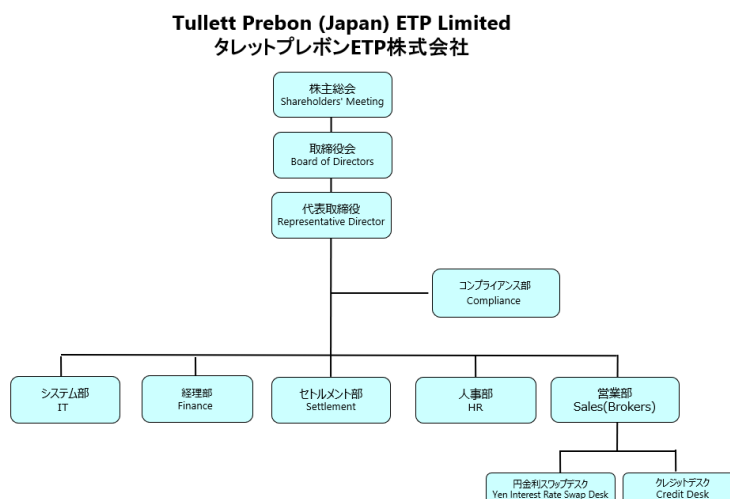 Tullett Prebon (Japan) ETP Limited
タレットプレボンETP株式会社
株主総会
Shareholders' Meeting
取締役会
Board of Directors
代表取締役
Representative Director
コンプライアンス部
Compliance
システム部
IT
経理部
Finance
セトルメント部
Settlement
人事部
HR
営業部
Sales(Brokers)
円金利スワップデスク
Yen Interest Rate Swap Desk
クレジットデスク
Credit Desk